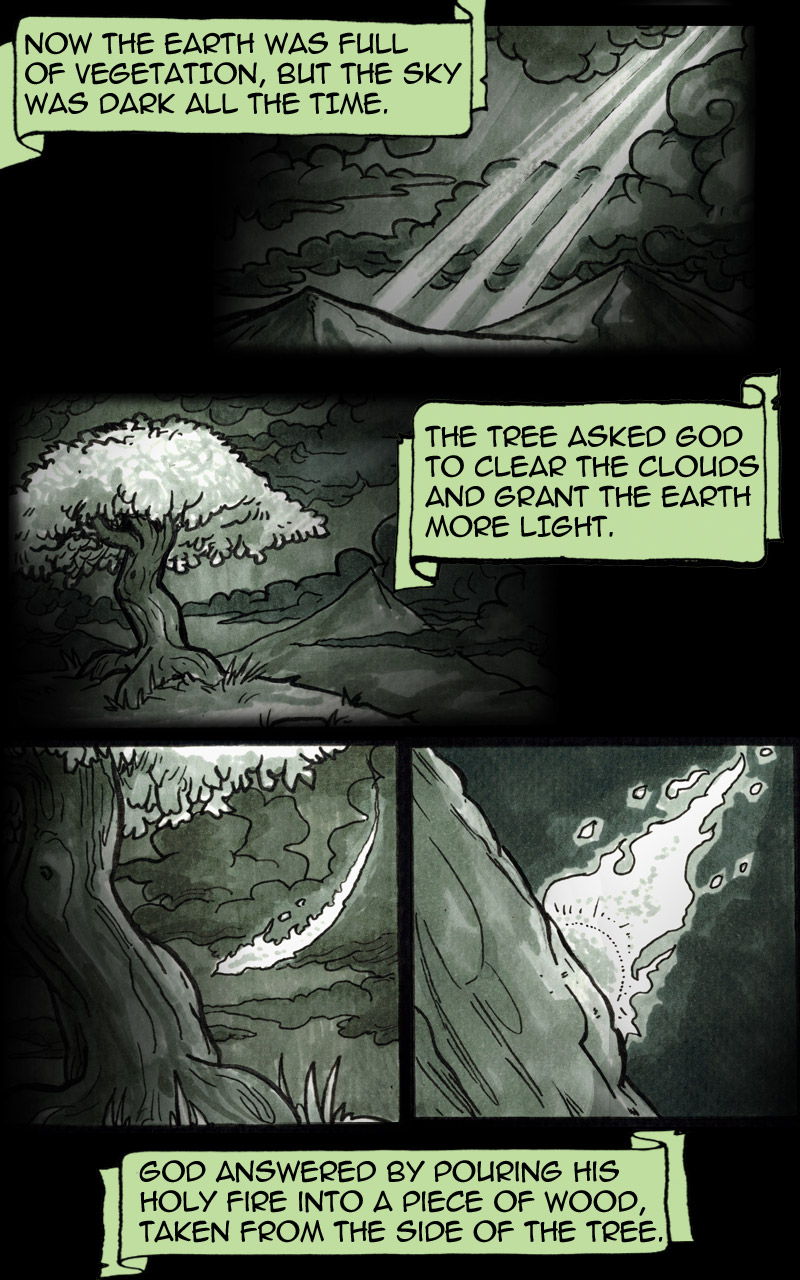 NOW THE EARTH WAS FULL
OF VEGETATION, BUT THE SKY
WAS DARK ALL THE TIME.
THE TREE ASKED GOD
TO CLEAR THE CLOUDS
AND GRANT THE EARTH
MORE LIGHT.
GOD ANSWERED BY POURING HIS
HOLY FIRE INTO A PIECE OF WOOD,
TAKEN FROM THE SIDE OF THE TREE.